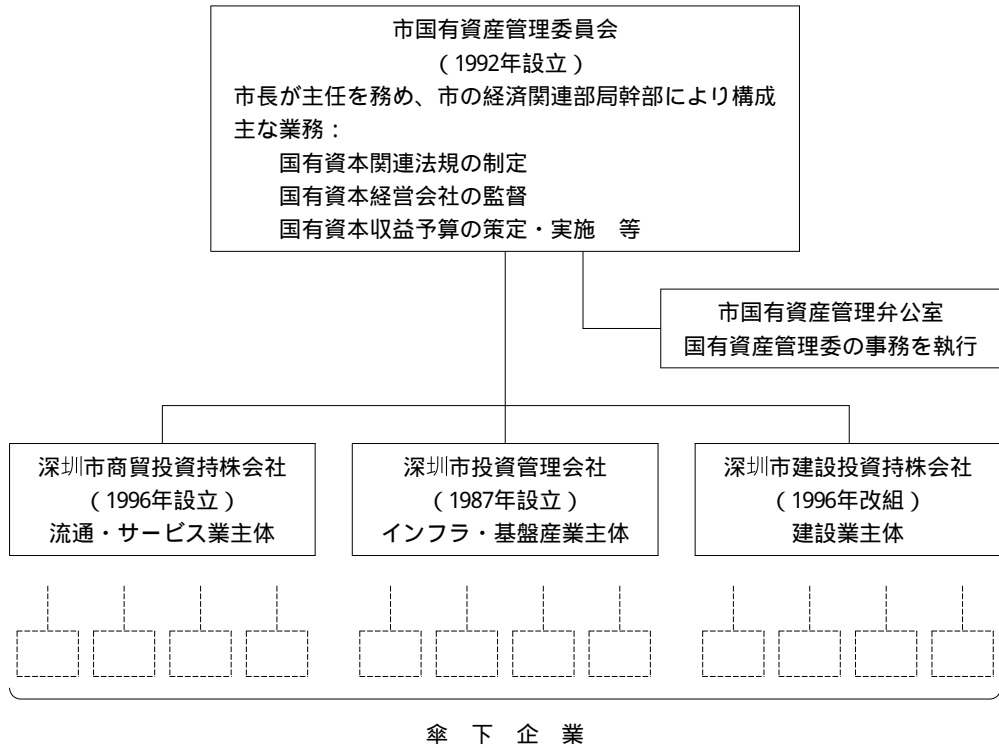 市国有資産管理委員会
（1992年設立）
市長が主任を務め、市の経済関連部局幹部により構成
主な業務：
国有資本関連法規の制定
国有資本経営会社の監督
国有資本収益予算の策定・実施　等
市国有資産管理弁公室
国有資産管理委の事務を執行
深圳市商貿投資持株会社
（1996年設立）
流通・サービス業主体
深圳市投資管理会社
（1987年設立）
インフラ・基盤産業主体
深圳市建設投資持株会社
（1996年改組）
建設業主体
傘　下　企　業